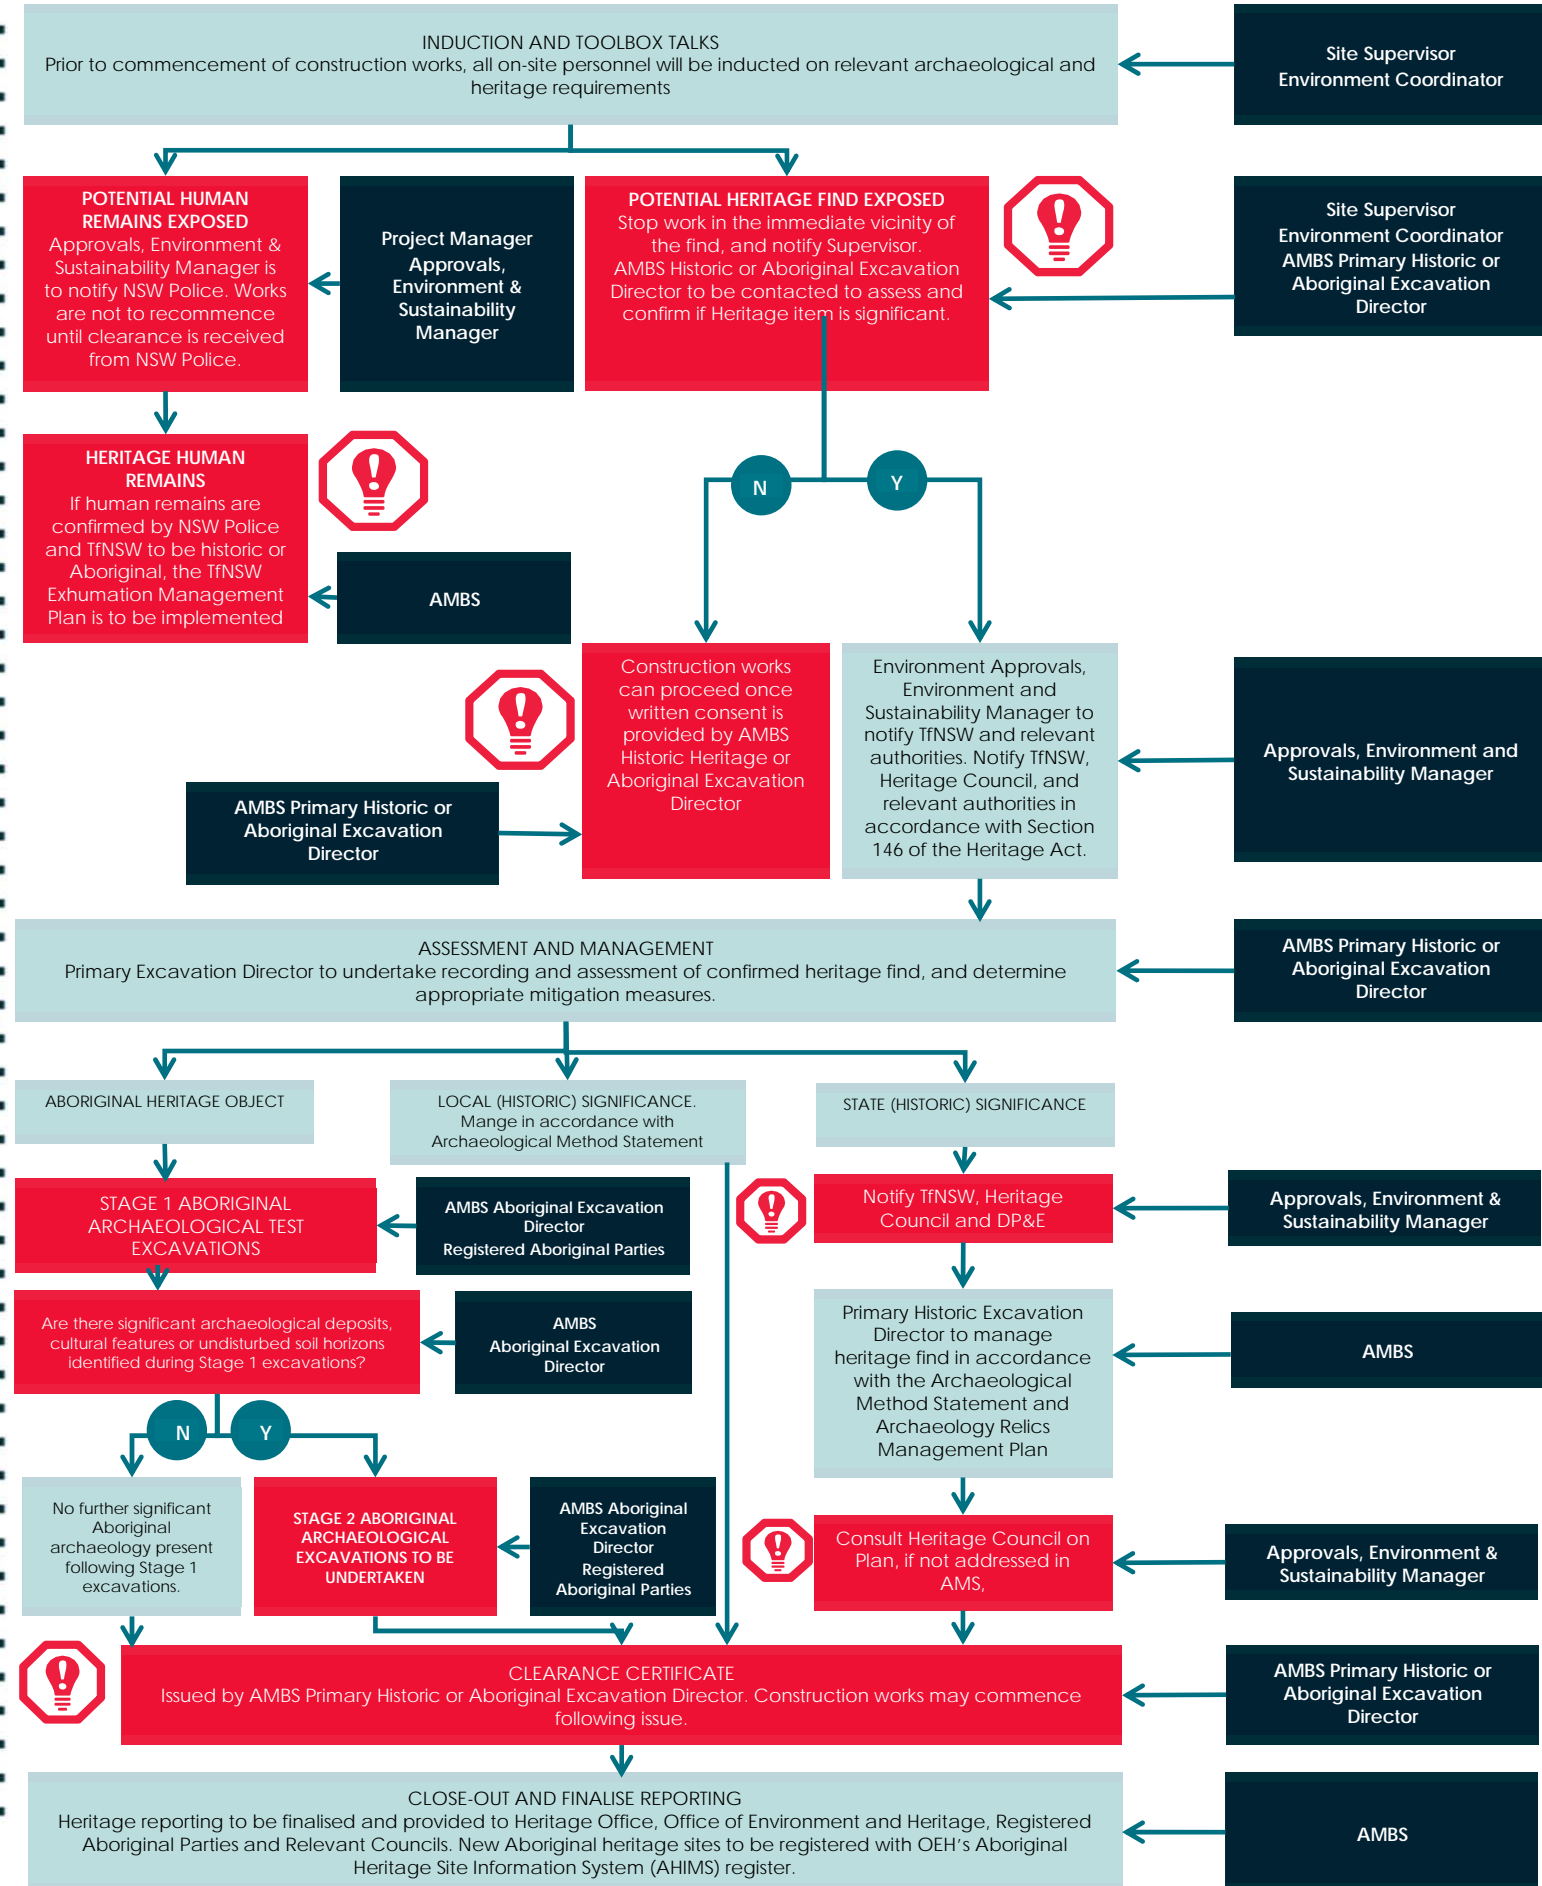 INDUCTION AND TOOLBOX TALKS
Prior to commencement of construction works, all on-site personnel will be inducted on relevant archaeological and
heritage requirements
Site Supervisor
Environment Coordinator
POTENTIAL HUMAN
REMAINS EXPOSED
Approvals, Environment &
Sustainability Manager is
to notify NSW Police. Works
are not to recommence
until clearance is received
from NSW Police.
Project Manager
Approvals,
Environment &
Sustainability
Manager
POTENTIAL HERITAGE FIND EXPOSED
Stop work in the immediate vicinity of
the find, and notify Supervisor.
AMBS Historic or Aboriginal Excavation
Director to be contacted to assess and
confirm if Heritage item is significant.
Site Supervisor
Environment Coordinator
AMBS Primary Historic or
Aboriginal Excavation
Director
HERITAGE HUMAN
REMAINS
If human remains are
confirmed by NSW Police
and TfNSW to be historic or
Aboriginal, the TfNSW
Exhumation Management
Plan is to be implemented
AMBS
N
Y
Construction works
can proceed once
written consent is
provided by AMBS
Historic Heritage or
Aboriginal Excavation
Director
AMBS Primary Historic or
Aboriginal Excavation
Director
Environment Approvals,
Environment and
Sustainability Manager to
notify TfNSW and relevant
authorities. Notify TfNSW,
Heritage Council, and
relevant authorities in
accordance with Section
146 of the Heritage Act.
Approvals, Environment and
Sustainability Manager
ASSESSMENT AND MANAGEMENT
Primary Excavation Director to undertake recording and assessment of confirmed heritage find, and determine
appropriate mitigation measures.
AMBS Primary Historic or
Aboriginal Excavation
Director
ABORIGINAL HERITAGE OBJECT
LOCAL (HISTORIC) SIGNIFICANCE.
Mange in accordance with
Archaeological Method Statement
STATE (HISTORIC) SIGNIFICANCE
STAGE 1 ABORIGINAL
ARCHAEOLOGICAL TEST
EXCAVATIONS
AMBS Aboriginal Excavation
Director
Registered Aboriginal Parties
Notify TfNSW, Heritage
Council and DP&E
Approvals, Environment &
Sustainability Manager
Are there significant archaeological deposits,
cultural features or undisturbed soil horizons
identified during Stage 1 excavations?
AMBS
Aboriginal Excavation
Director
Primary Historic Excavation
Director to manage
heritage find in accordance
with the Archaeological
Method Statement and
Archaeology Relics
Management Plan
AMBS
N
Y
No further significant
Aboriginal
archaeology present
following Stage 1
excavations.
STAGE 2 ABORIGINAL
ARCHAEOLOGICAL
EXCAVATIONS TO BE
UNDERTAKEN
AMBS Aboriginal
Excavation
Director
Registered
Aboriginal Parties
Consult Heritage Council on
Plan, if not addressed in
AMS,
Approvals, Environment &
Sustainability Manager
CLEARANCE CERTIFICATE
Issued by AMBS Primary Historic or Aboriginal Excavation Director. Construction works may commence
following issue.
AMBS Primary Historic or
Aboriginal Excavation
Director
CLOSE-OUT AND FINALISE REPORTING
Heritage reporting to be finalised and provided to Heritage Office, Office of Environment and Heritage, Registered
Aboriginal Parties and Relevant Councils. New Aboriginal heritage sites to be registered with OEH's Aboriginal
Heritage Site Information System (AHIMS) register.
AMBS